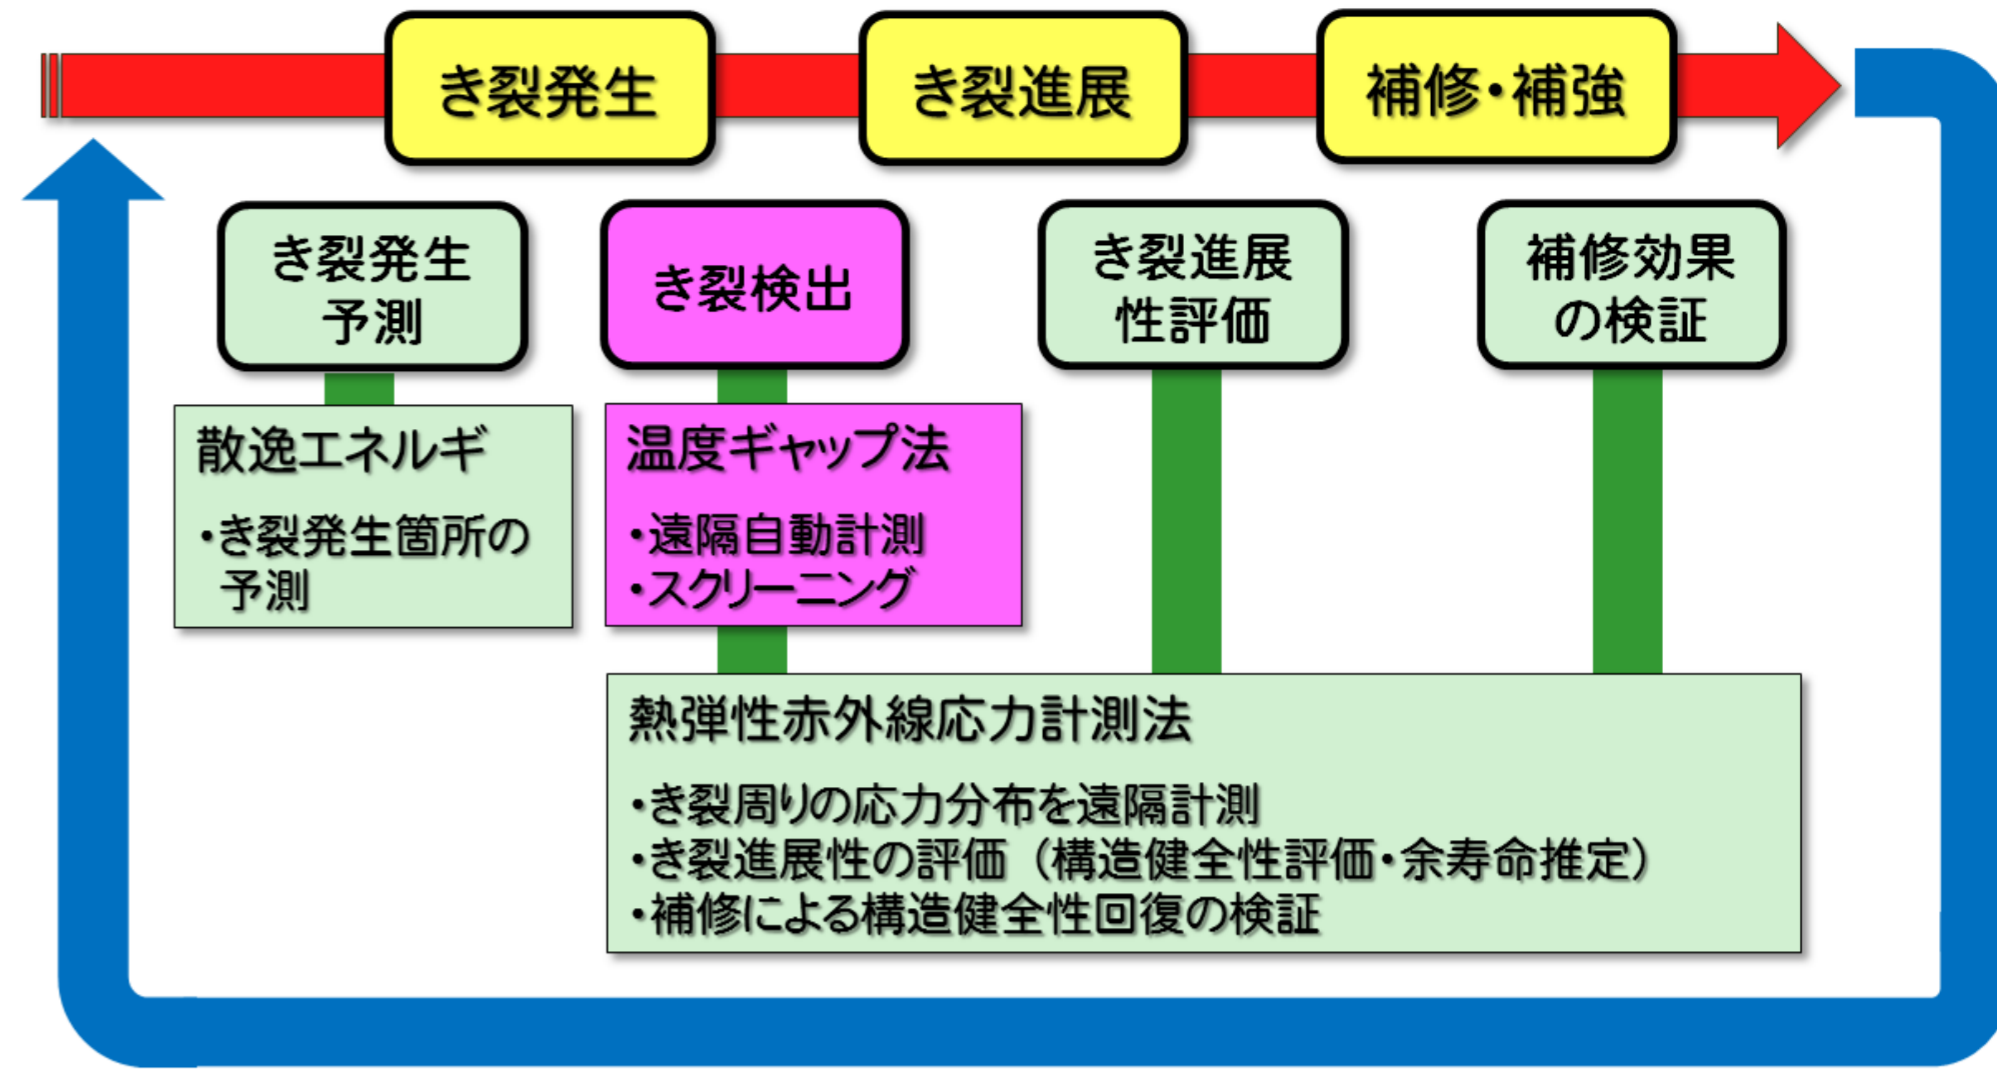 き裂発生
き裂進展
補修・補強
き裂発生
予測
き裂検出
き裂進展
性評価
補修効果
の検証
散逸エネルギ
・き裂発生箇所の
予測
温度ギャップ法
・遠隔自動計測
・スクリーニング
熱弾性赤外線応力計測法
・き裂周りの応力分布を遠隔計測
・き裂進展性の評価（構造健全性評価・余寿命推定）
・補修による構造健全性回復の検証